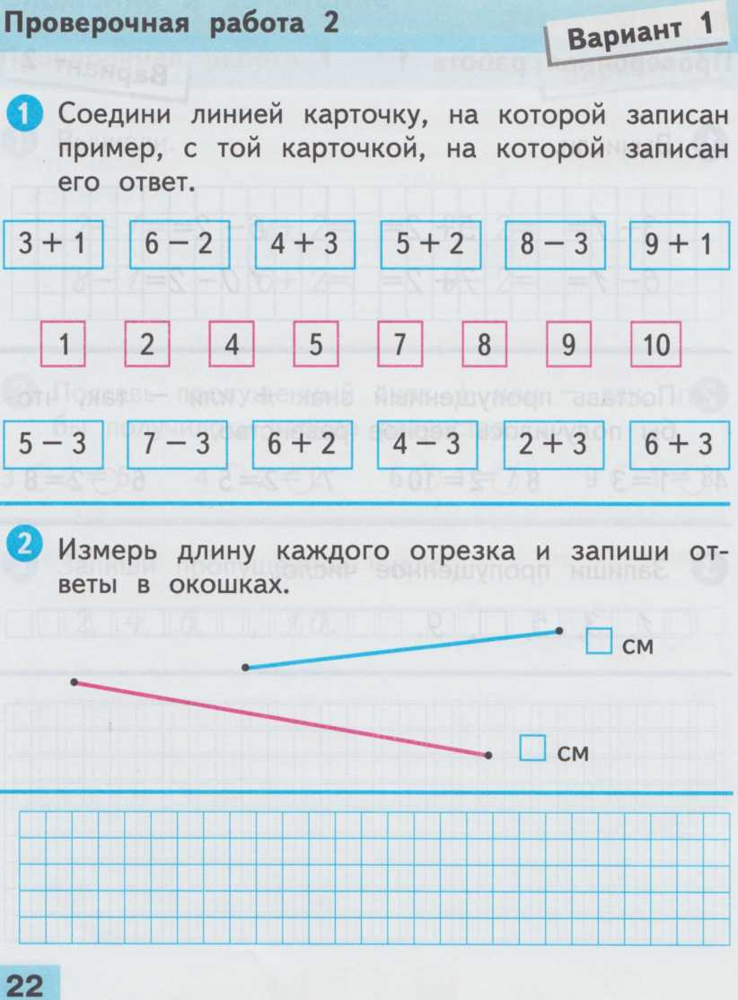 Проверочная работа 2
Вариант 1
1 Соедини линией карточку, на которой записан
пример, с той карточкой, на которой записан
его ответ.
3 + 1 6 − 2 4 + 3 5 + 2 8 − 3 9 + 1
1 2 4 5 7 8 9 10
5 − 3 7 − 3 6 + 2 4 − 3 2 + 3 6 + 3
2 Измерь длину каждого отрезка и запиши от-
веты в окошках.
см
см
22